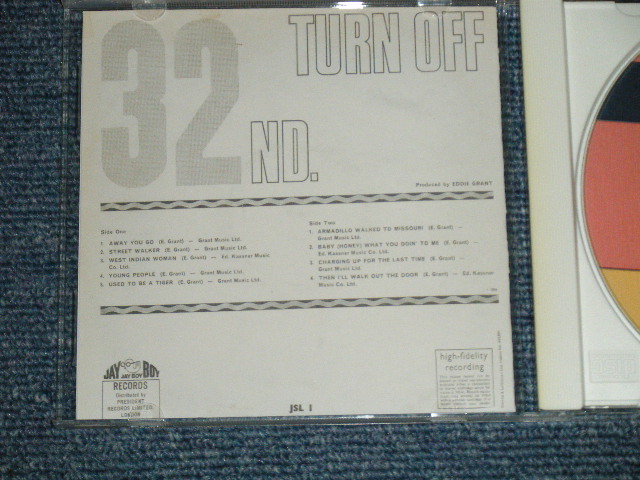 32
ND.
TURN OFF
Produced by EDDIE GRANT
Side One
1. AWAY YOU GO (E. Grant) — Grant Music Ltd.
2. STREET WALKER (E. Grant) — Grant Music Ltd.
3. WEST INDIAN WOMAN (E. Grant) — Ed. Kassner Music
Co. Ltd.
4. YOUNG PEOPLE (E. Grant) — Grant Music Ltd.
5. USED TO BE A TIGER (E. Grant) — Grant Music Ltd.
Side Two
1. ARMADILLO WALKED TO MISSOURI (E. Grant) —
Grant Music Ltd.
2. BABY (HONEY) WHAT YOU DOIN' TO ME (E. Grant) —
Ed. Kassner Music Co. Ltd.
3. CHARGING UP FOR THE LAST TIME (E. Grant) —
Grant Music Ltd.
4. THEN I'LL WALK OUT THE DOOR (E. Grant) — Ed. Kassner
Music Co. Ltd.
JAY BOY
JAY BOY
RECORDS
Distributed by
PRESIDENT
RECORDS LIMITED
LONDON
JSL 1
high-fidelity
recording